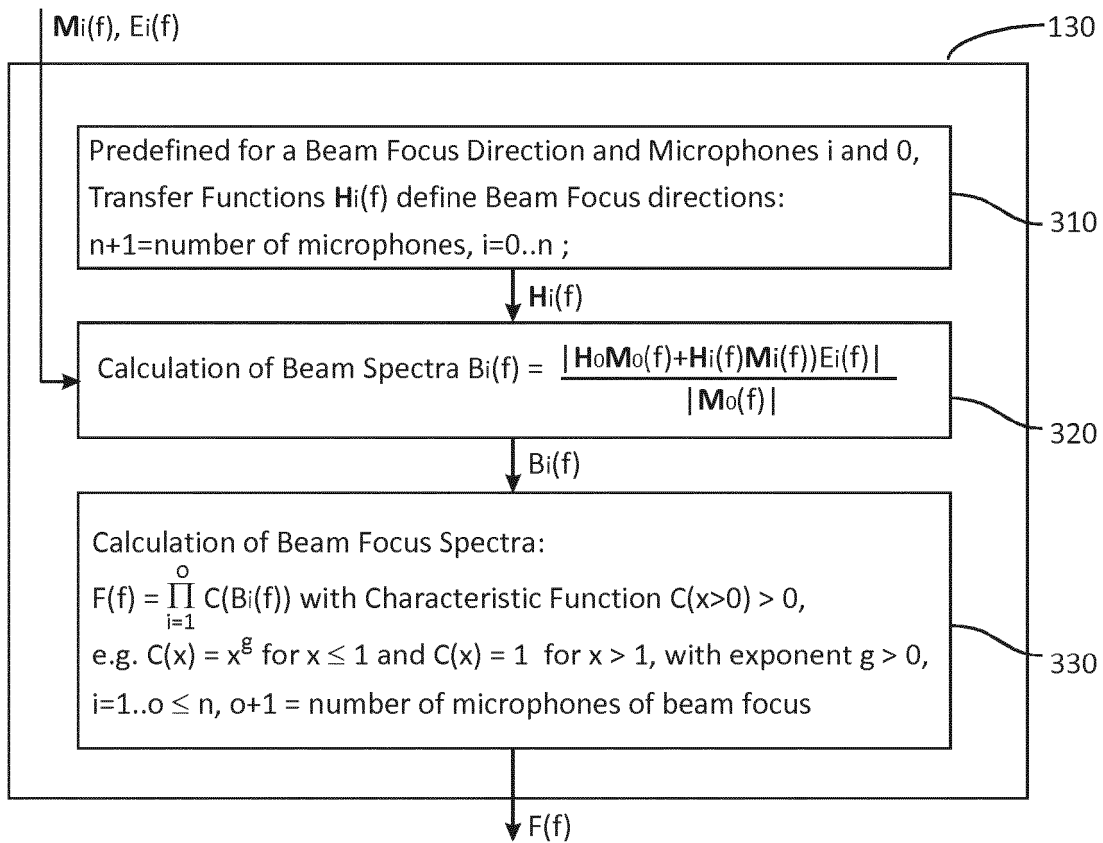 Mi(f), Ei(f)
130
Predefined for a Beam Focus Direction and Microphones i and 0,
Transfer Functions Hi(f) define Beam Focus directions:
n+1=number of microphones, i=0..n ;
310
Hi(f)
Calculation of Beam Spectra Bi(f) = |H0M0(f)+Hi(f)Mi(f))Ei(f)|
|M0(f)|
320
Bi(f)
Calculation of Beam Focus Spectra:
o
F(f) = ∏ C(Bi(f)) with Characteristic Function C(x>0) > 0,
i=1
e.g. C(x) = x^g for x ≤ 1 and C(x) = 1 for x > 1, with exponent g > 0,
i=1..o ≤ n, o+1 = number of microphones of beam focus
330
F(f)